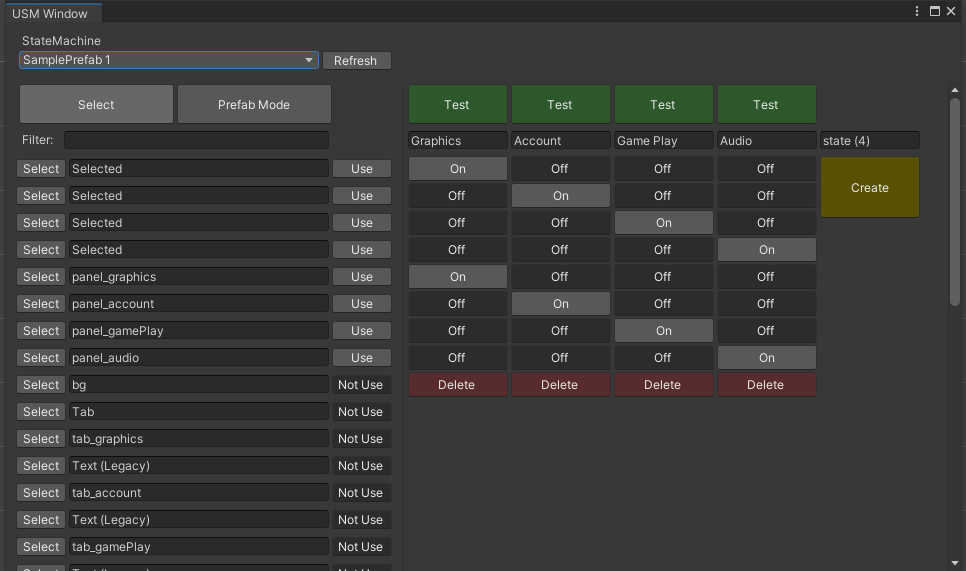 USM Window
StateMachine
SamplePrefab 1 Refresh
Select Prefab Mode Test Test Test Test
Filter: Graphics Account Game Play Audio state (4)
Select Selected Use On Off Off Off Create
Select Selected Use Off On Off Off
Select Selected Use Off Off On Off
Select Selected Use Off Off Off On
Select panel_graphics Use On Off Off Off
Select panel_account Use Off On Off Off
Select panel_gamePlay Use Off Off On Off
Select panel_audio Use Off Off Off On
Select bg Not Use Delete Delete Delete Delete
Select Tab Not Use
Select tab_graphics Not Use
Select Text (Legacy) Not Use
Select tab_account Not Use
Select Text (Legacy) Not Use
Select tab_gamePlay Not Use